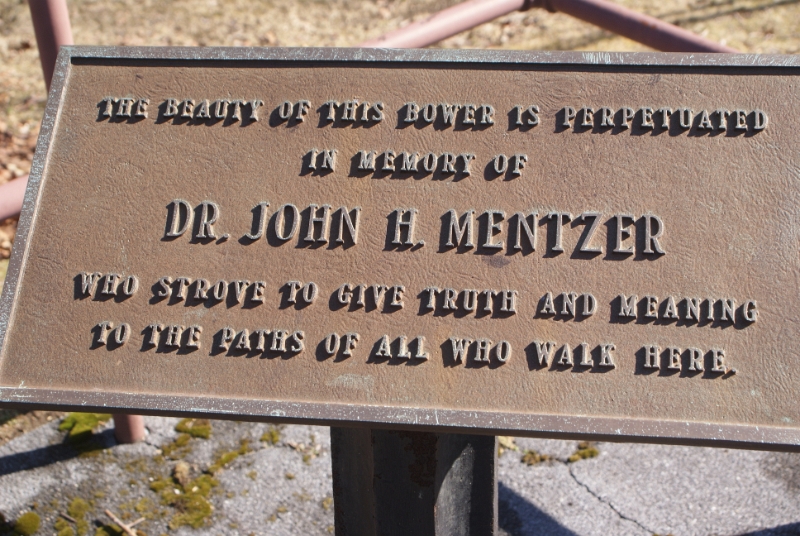 THE BEAUTY OF THIS BOWER IS PERPETUATED
IN MEMORY OF
DR. JOHN H. MENTZER
WHO STROVE TO GIVE TRUTH AND MEANING
TO THE PATHS OF ALL WHO WALK HERE.